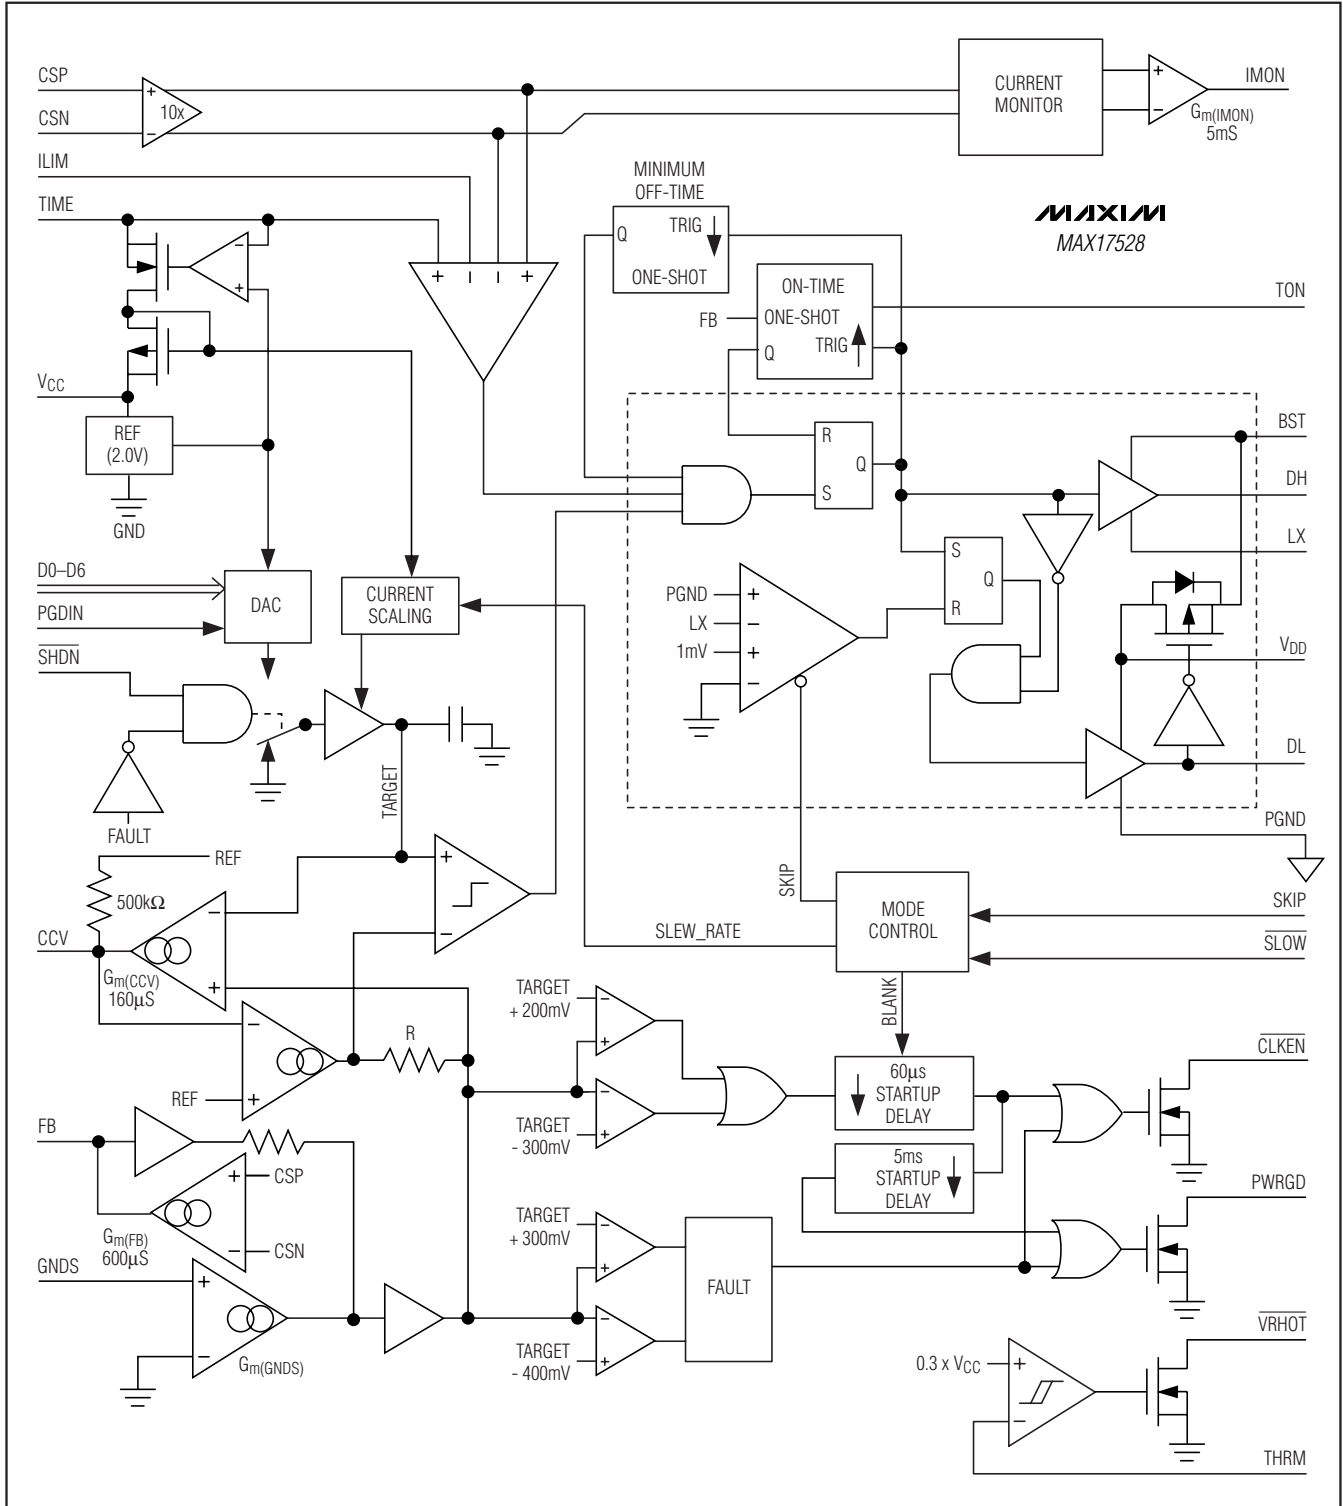 CSP
CSN
ILIM
TIME
10x
CURRENT
MONITOR
IMON
Gm(IMON)
5mS
MINIMUM
OFF-TIME
TRIG
Q
ONE-SHOT
MAXIM
MAX17528
ON-TIME
FB
ONE-SHOT
Q
TRIG
TON
VCC
REF
(2.0V)
GND
R
Q
S
BST
DH
LX
D0–D6
PGDIN
SHDN
DAC
CURRENT
SCALING
PGND
LX
1mV
S
Q
R
VDD
DL
PGND
FAULT
TARGET
REF
500kΩ
CCV
Gm(CCV)
160µS
SKIP
SLEW_RATE
MODE
CONTROL
SKIP
SLOW
BLANK
R
REF
TARGET
+ 200mV
TARGET
- 300mV
60µs
STARTUP
DELAY
5ms
STARTUP
DELAY
CLKEN
PWRGD
FB
CSP
CSN
Gm(FB)
600µS
GNDS
Gm(GNDS)
TARGET
+ 300mV
TARGET
- 400mV
FAULT
VRHOT
0.3 x VCC
THRM